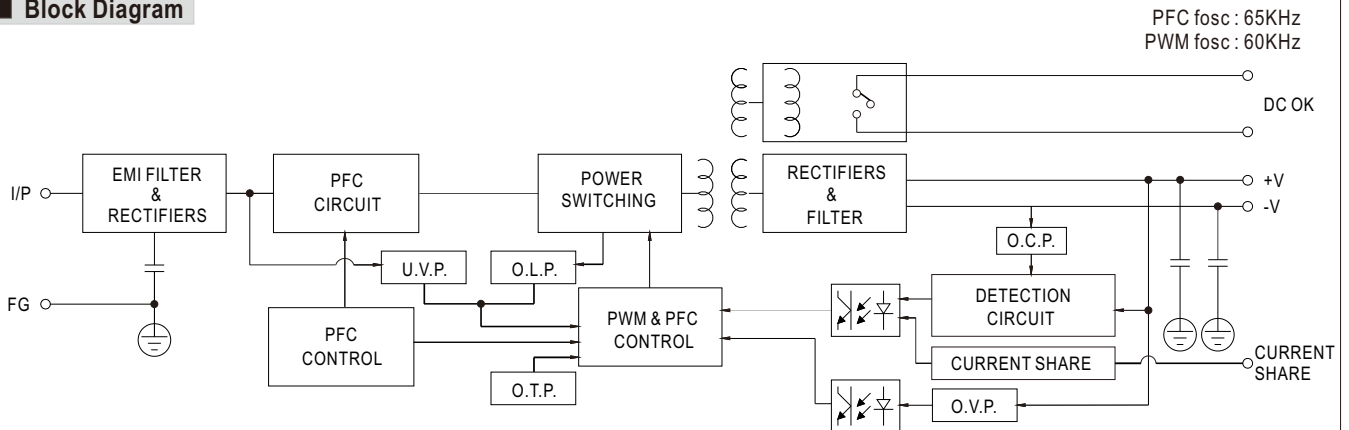 Block Diagram
PFC fosc : 65KHz
PWM fosc : 60KHz
DC OK
I/P
EMI FILTER
&
RECTIFIERS
PFC
CIRCUIT
POWER
SWITCHING
RECTIFIERS
&
FILTER
+V
-V
U.V.P.
O.L.P.
O.C.P.
FG
PFC
CONTROL
PWM & PFC
CONTROL
DETECTION
CIRCUIT
CURRENT SHARE
CURRENT
SHARE
O.T.P.
O.V.P.